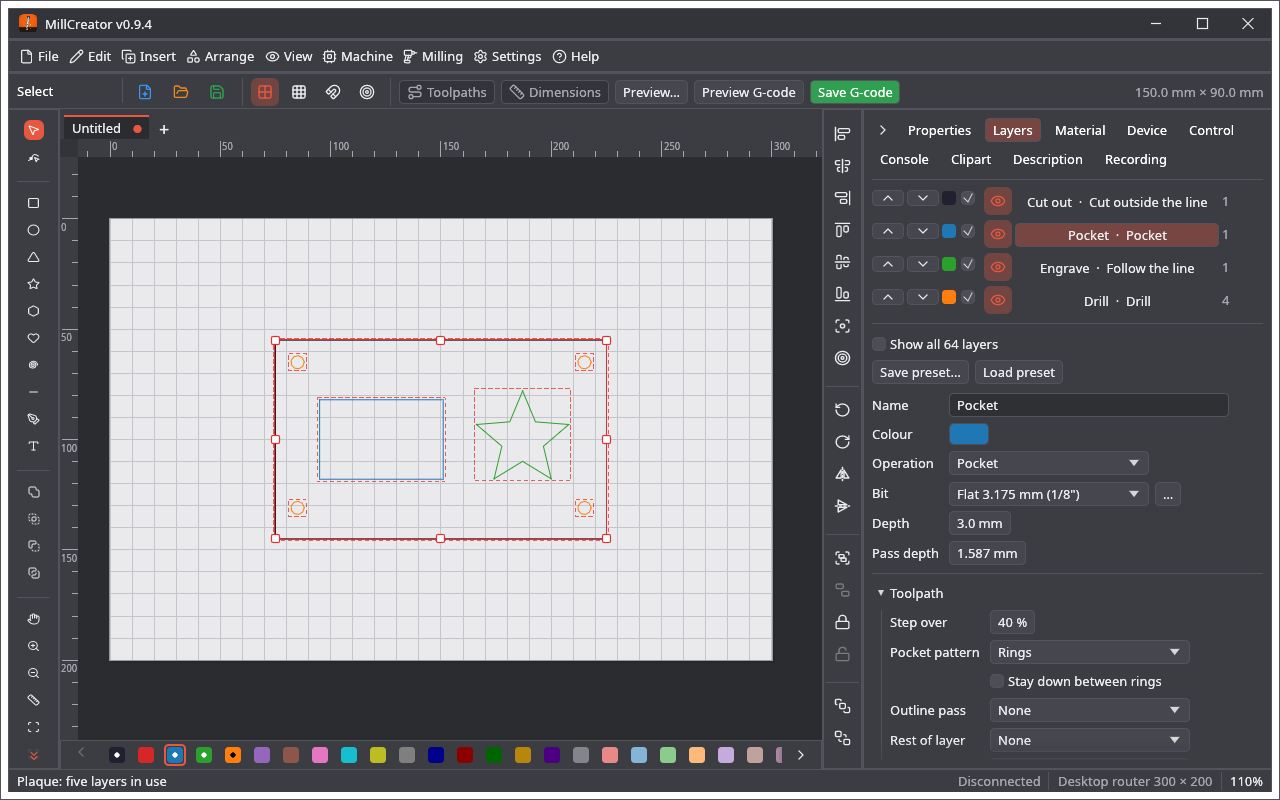 MillCreator v0.9.4
File Edit Insert Arrange View Machine Milling Settings Help
Select Toolpaths Dimensions Preview... Preview G-code Save G-code 150.0 mm × 90.0 mm
Untitled
0 50 100 150 200 250 300
0
50
100
150
200
Properties Layers Material Device Control
Console Clipart Description Recording
Cut out · Cut outside the line 1
Pocket · Pocket 1
Engrave · Follow the line 1
Drill · Drill 4
Show all 64 layers
Save preset... Load preset
Name Pocket
Colour
Operation Pocket
Bit Flat 3.175 mm (1/8") ...
Depth 3.0 mm
Pass depth 1.587 mm
Toolpath
Step over 40 %
Pocket pattern Rings
Stay down between rings
Outline pass None
Rest of layer None
Plaque: five layers in use Disconnected Desktop router 300 × 200 110%